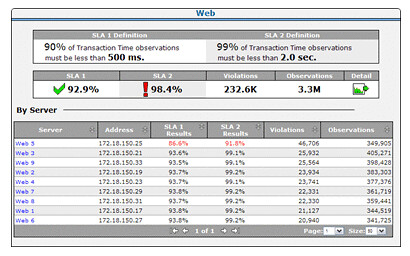 Web
SLA 1 Definition
SLA 2 Definition
90% of Transaction Time observations
must be less than 500 ms.
99% of Transaction Time observations
must be less than 2.0 sec.
SLA 1 SLA 2 Violations Observations Detail
92.9% 98.4% 232.6K 3.3M
By Server
Server Address SLA 1 Results SLA 2 Results Violations Observations
Web 5 172.18.150.25 86.6% 91.8% 46,706 349,905
Web 3 172.18.150.21 93.6% 99.1% 25,932 405,271
Web 9 172.18.150.33 93.5% 99.1% 25,564 398,428
Web 2 172.18.150.19 93.7% 99.2% 23,934 383,303
Web 4 172.18.150.23 93.7% 99.1% 23,741 377,376
Web 7 172.18.150.29 93.8% 99.2% 22,331 361,719
Web 8 172.18.150.31 93.7% 99.2% 22,330 359,441
Web 1 172.18.150.17 93.8% 99.2% 21,127 344,519
Web 6 172.18.150.27 93.8% 99.2% 20,940 341,725
1 of 1 Page: 1 Size: